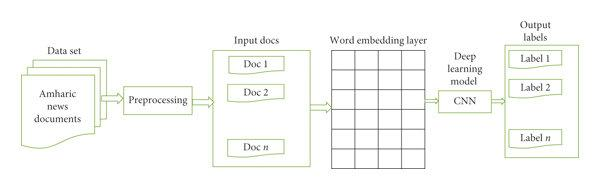 Data set
Amharic
news
documents
Preprocessing
Input docs
Doc 1
Doc 2
Doc n
Word embedding layer
Deep
learning
model
CNN
Output
labels
Label 1
Label 2
Label n